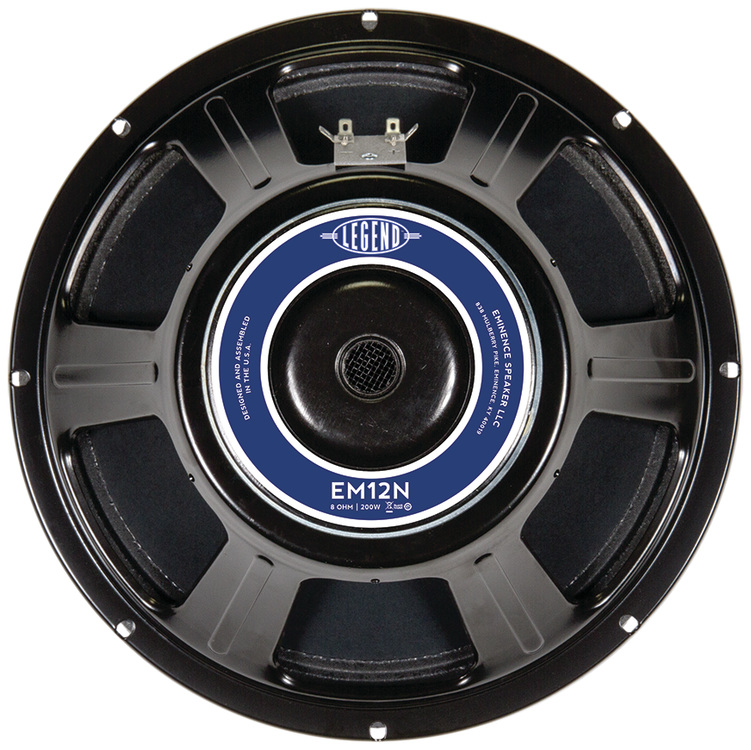 LEGEND
DESIGNED AND ASSEMBLED
IN THE U.S.A.
EMINENCE SPEAKER LLC
838 MULBERRY PIKE, EMINENCE, KY 40019
EM12N
8 OHM | 200W